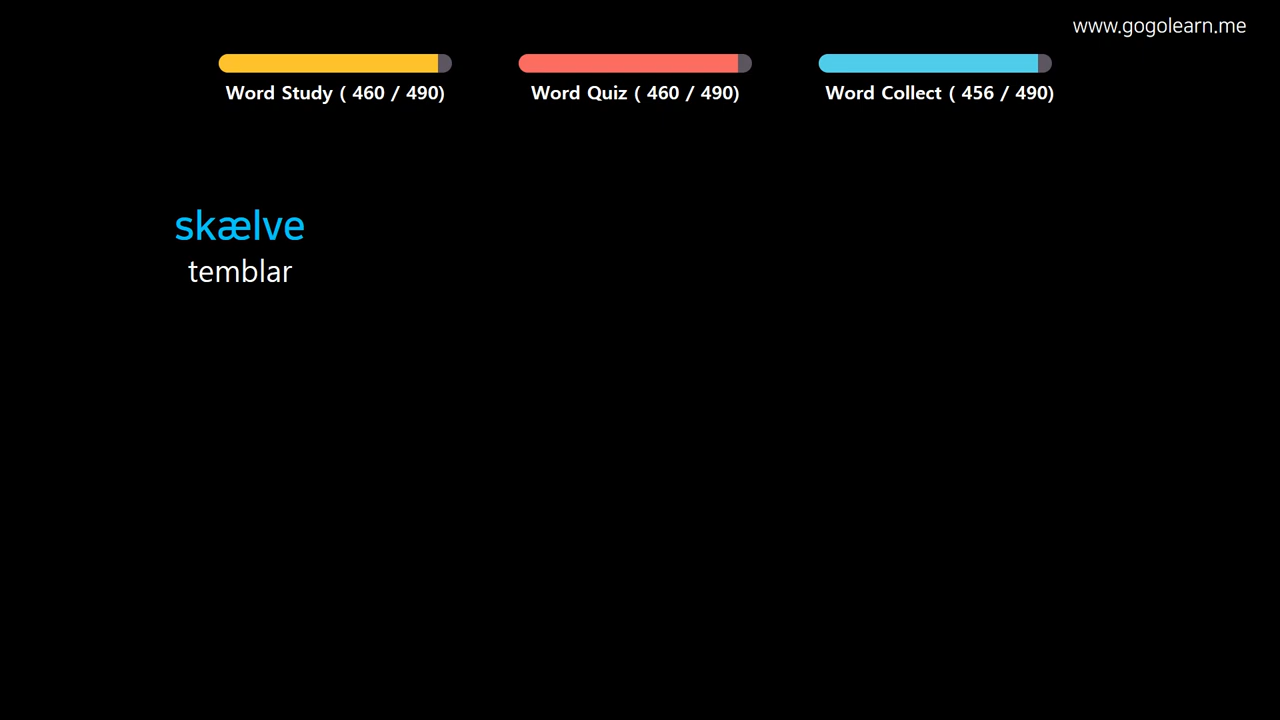 www.gogolearn.me
Word Study ( 460 / 490)
Word Quiz ( 460 / 490)
Word Collect ( 456 / 490)
skælve
temblar